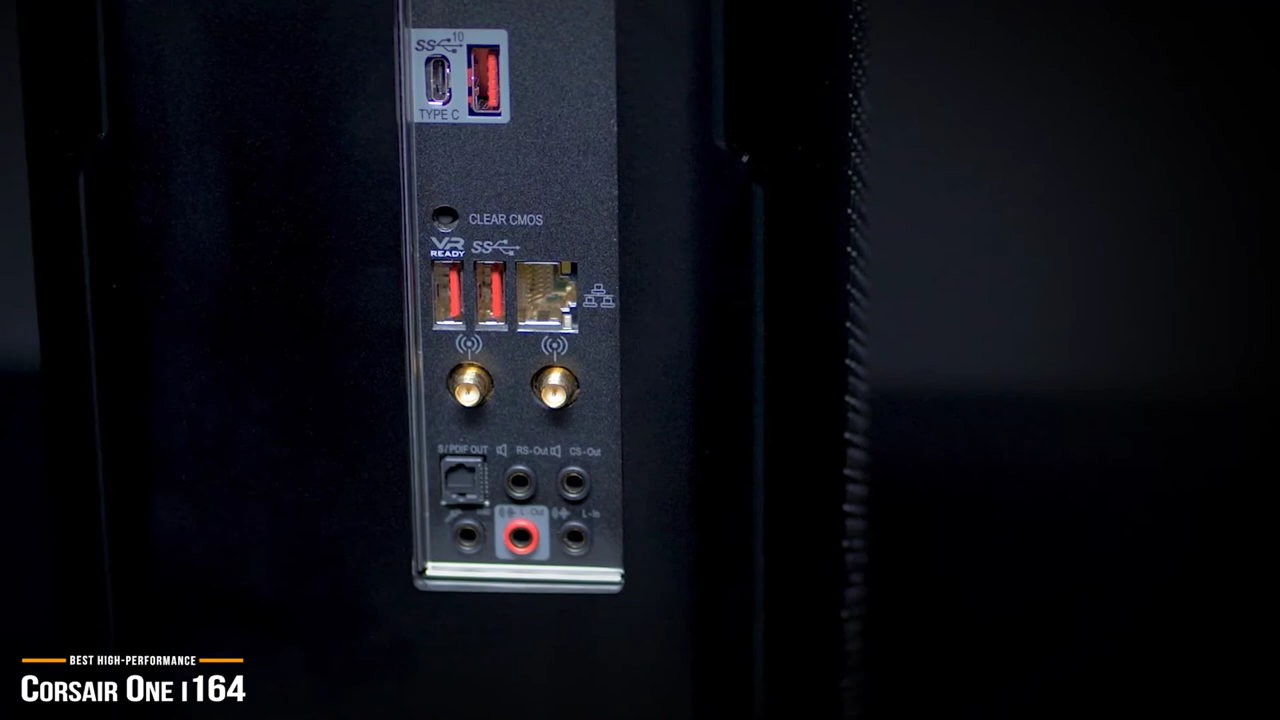 SS 10
TYPE C
CLEAR CMOS
VR SS
READY
S/PDIF OUT RS-Out CS-Out
L Out L-In
BEST HIGH-PERFORMANCE
CORSAIR ONE I164